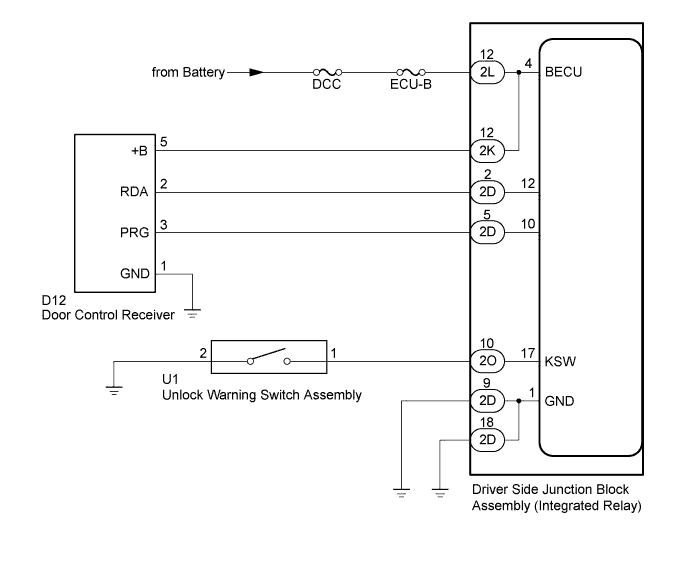 from Battery
DCC
ECU-B
12
2L
4
BECU
12
2K
+B
5
RDA
2
2
2D
12
PRG
3
5
2D
10
GND
1
D12
Door Control Receiver
2
1
10
2O
17
KSW
U1
Unlock Warning Switch Assembly
9
2D
1
GND
18
2D
Driver Side Junction Block
Assembly (Integrated Relay)